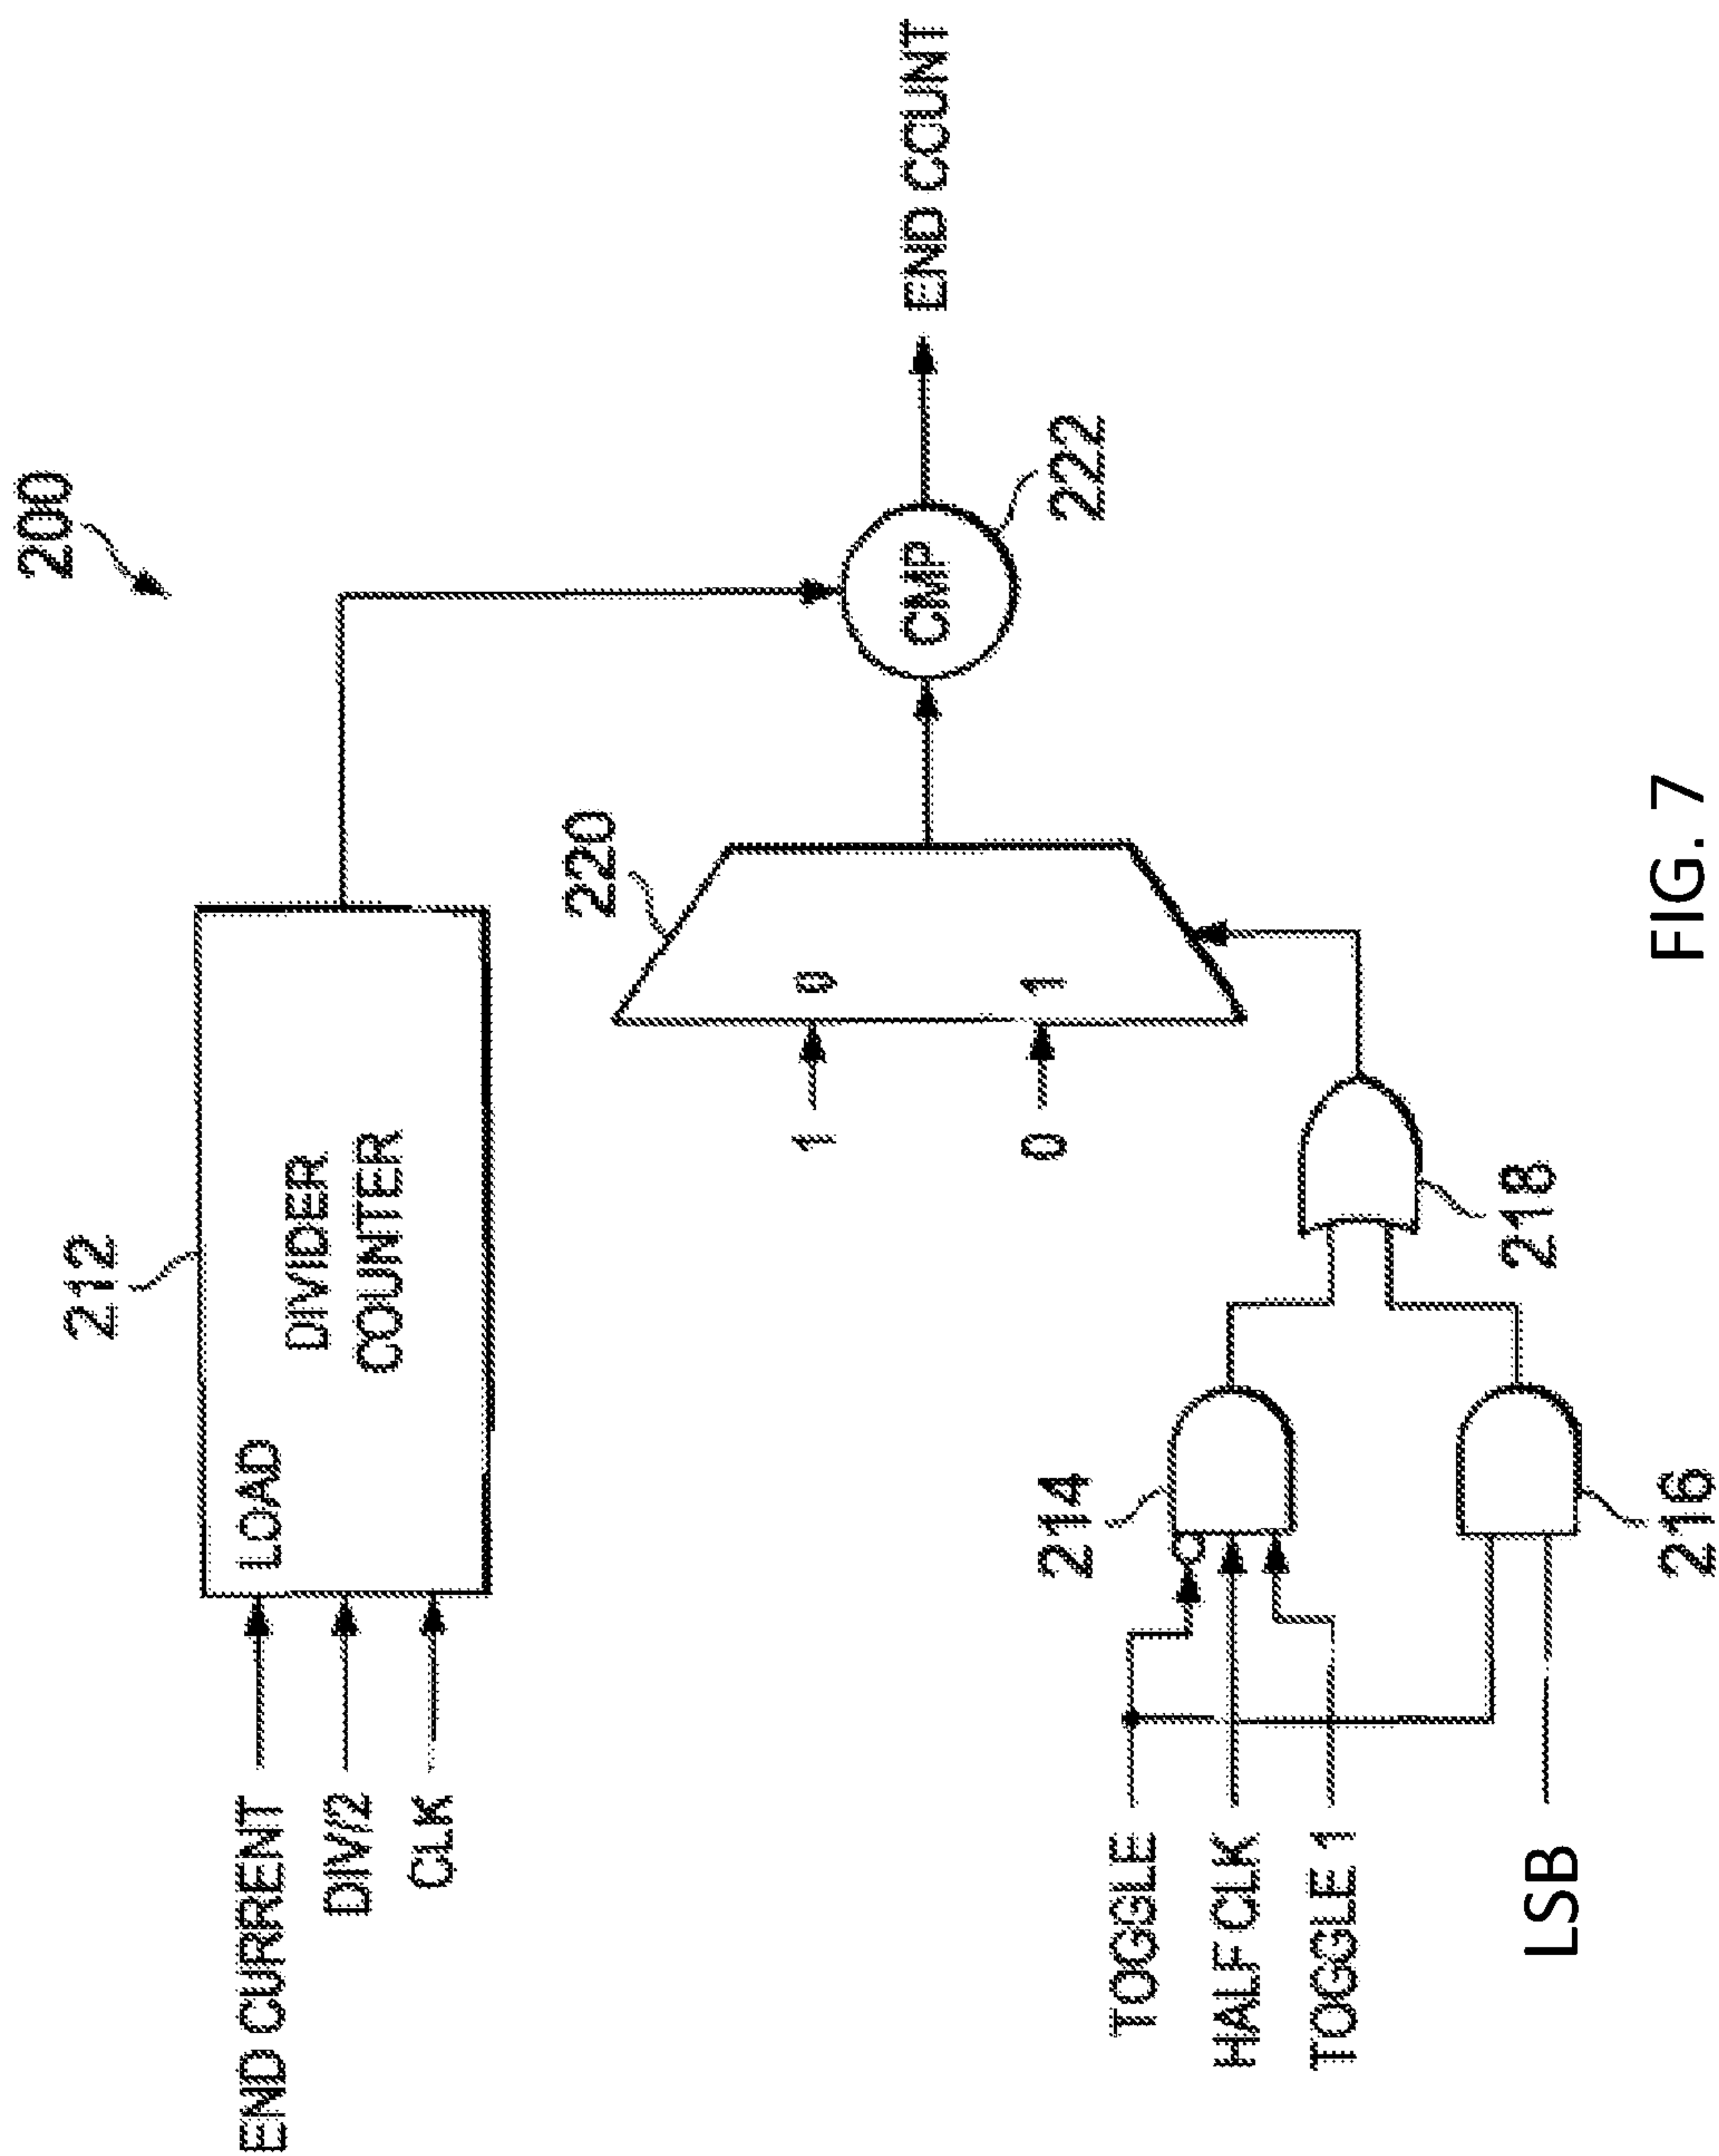 200
212
END CURRENT
LOAD
DIV/2
DIVIDER
COUNTER
CLK
220
1
0
0
1
CMP
END COUNT
222
214
TOGGLE
HALF CLK
TOGGLE 1
218
LSB
216
FIG. 7